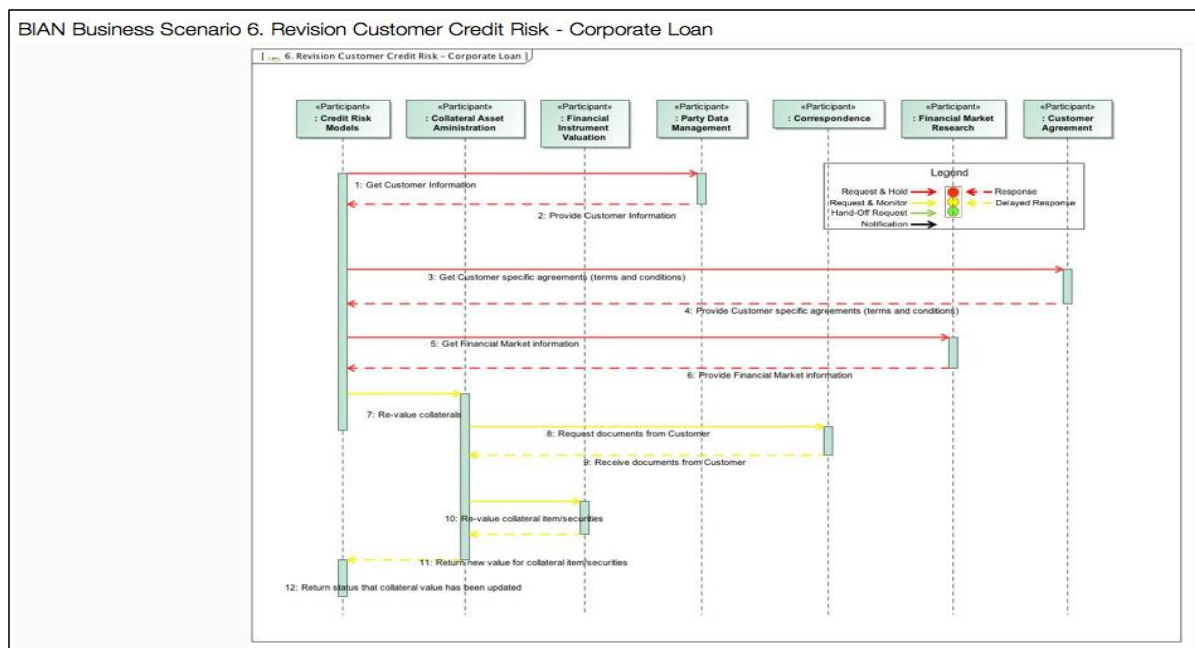 BIAN Business Scenario 6. Revision Customer Credit Risk - Corporate Loan
6. Revision Customer Credit Risk – Corporate Loan
«Participant»
: Credit Risk
Models
«Participant»
: Collateral Asset
Aministration
«Participant»
: Financial
Instrument
Valuation
«Participant»
: Party Data
Management
«Participant»
: Correspondence
«Participant»
: Financial Market
Research
«Participant»
: Customer
Agreement
Legend
Request & Hold
Response
Request & Monitor
Delayed Response
Hand-Off Request
Notification
1: Get Customer Information
2: Provide Customer Information
3: Get Customer specific agreements (terms and conditions)
4: Provide Customer specific agreements (terms and conditions)
5: Get Financial Market information
6: Provide Financial Market information
7: Re-value collaterals
8: Request documents from Customer
9: Receive documents from Customer
10: Re-value collateral item/securities
11: Return new value for collateral item/securities
12: Return status that collateral value has been updated